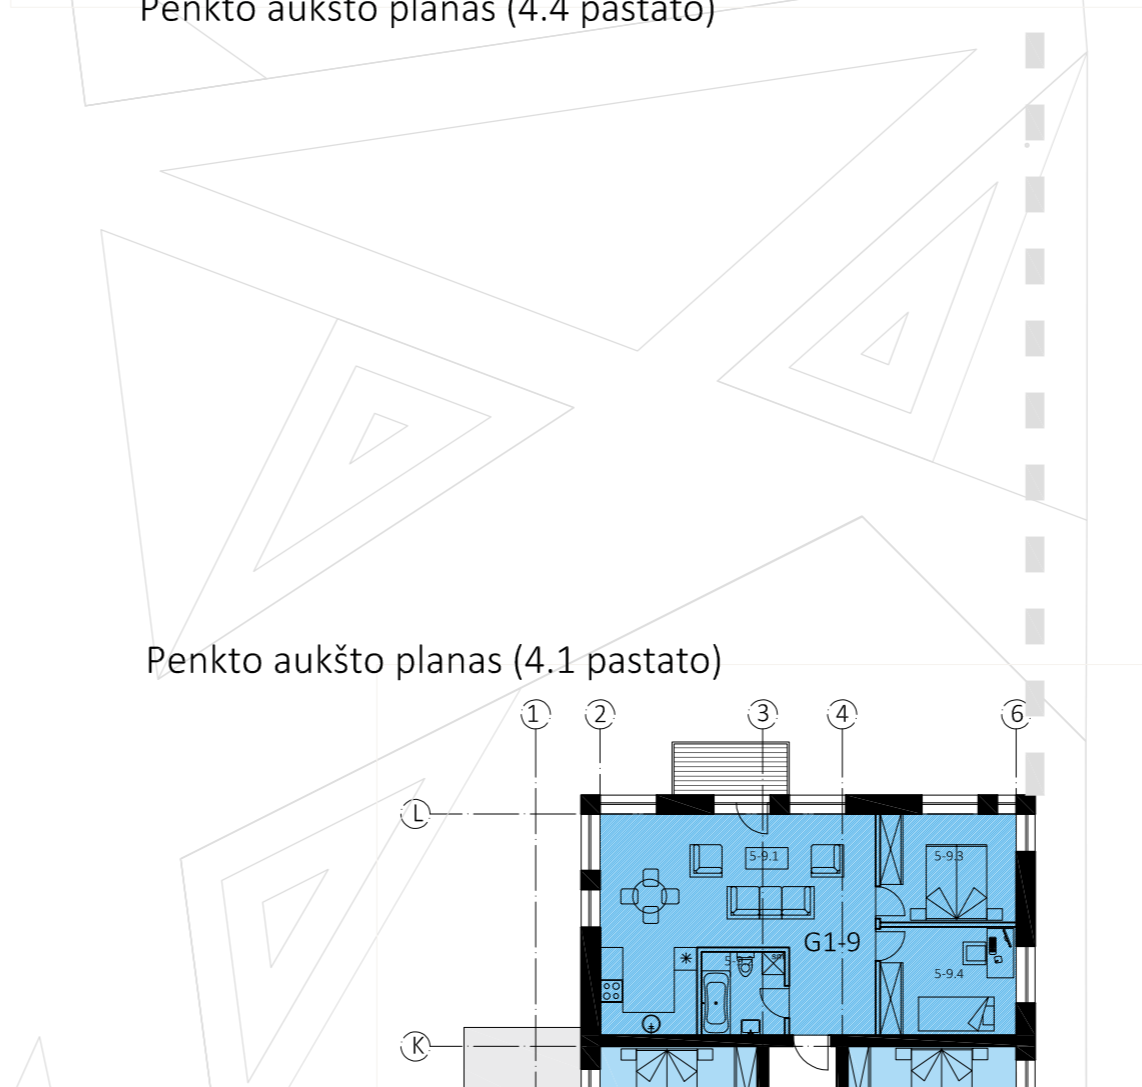 Penkto aukšto planas (4.4 pastato)
Penkto aukšto planas (4.1 pastato)
1 2 3 4 6
L
5-9.1
5-9.3
G1-9
5-9.4
K